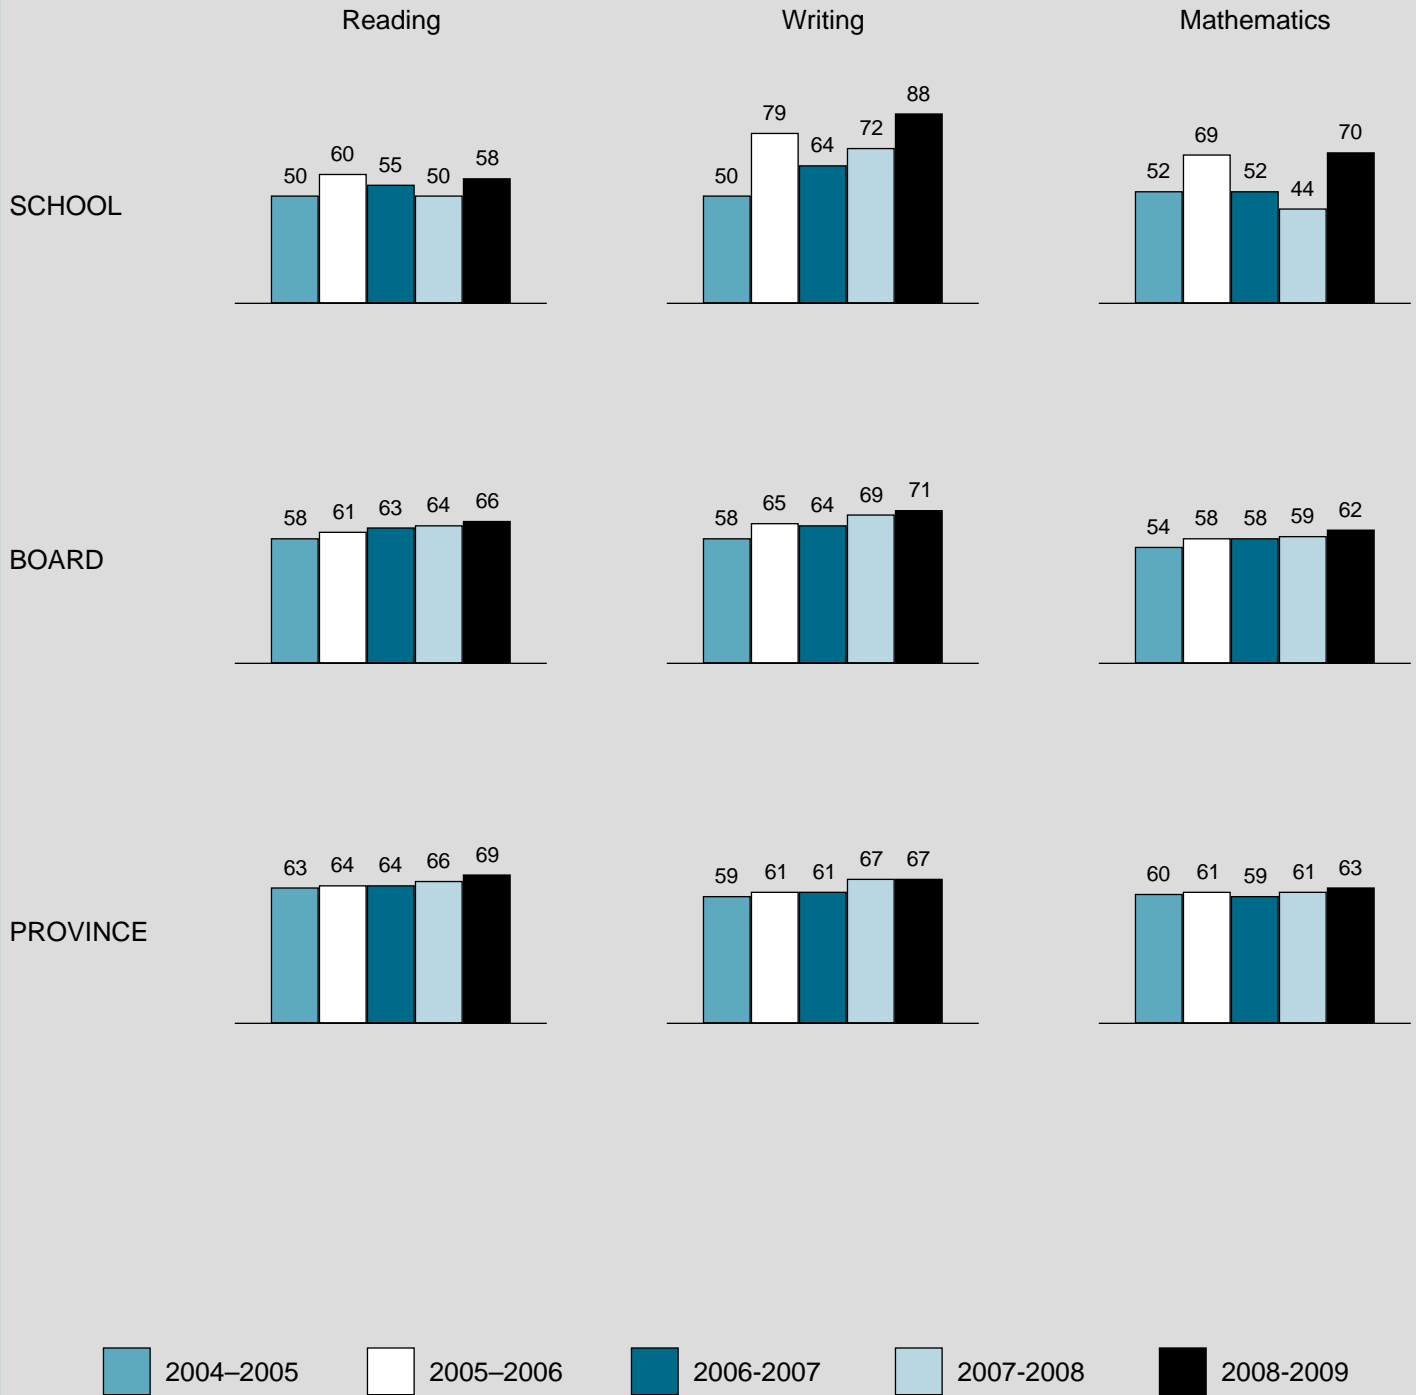 Reading Writing Mathematics
SCHOOL
50 60 55 50 58
50 79 64 72 88
52 69 52 44 70
BOARD
58 61 63 64 66
58 65 64 69 71
54 58 58 59 62
PROVINCE
63 64 64 66 69
59 61 61 67 67
60 61 59 61 63
2004–2005 2005–2006 2006-2007 2007-2008 2008-2009